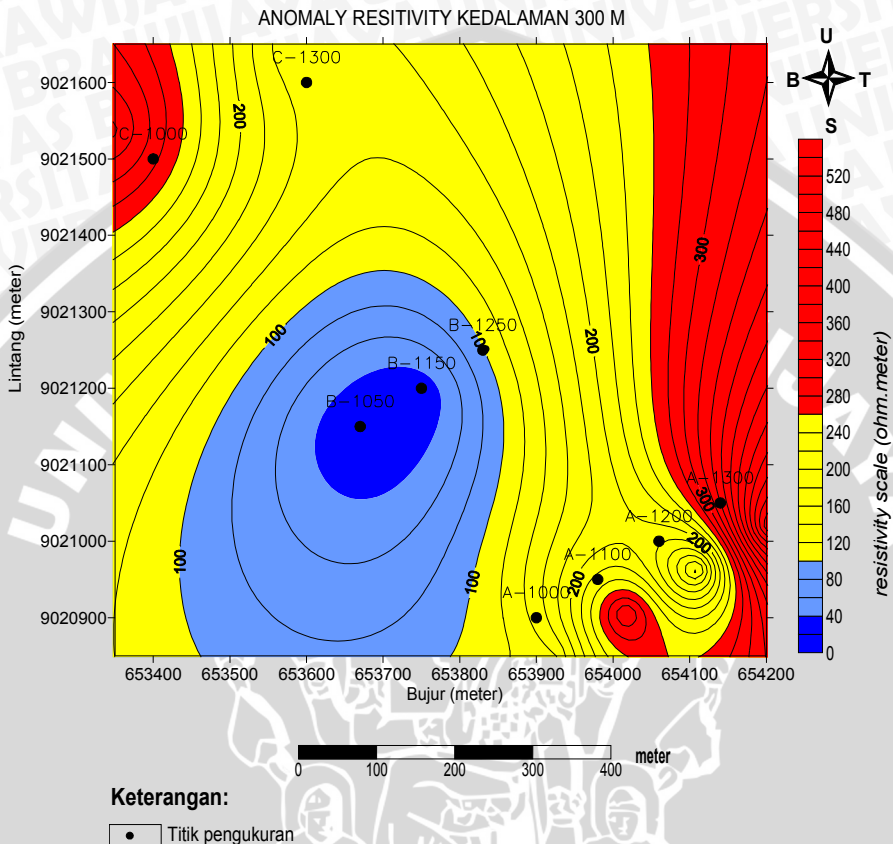 ANOMALY RESITIVITY KEDALAMAN 300 M
U
B T
S
C-1300
C-1000
B-1250
B-1150
B-1050
A-1300
A-1200
A-1100
A-1000
200
300
100
200
100
100
100
300
200
200
9021600
9021500
9021400
9021300
9021200
9021100
9021000
9020900
Lintang (meter)
653400 653500 653600 653700 653800 653900 654000 654100 654200
Bujur (meter)
520
480
440
400
360
320
280
240
200
160
120
80
40
0
resistivity scale (ohm.meter)
0 100 200 300 400
meter
Keterangan:
Titik pengukuran